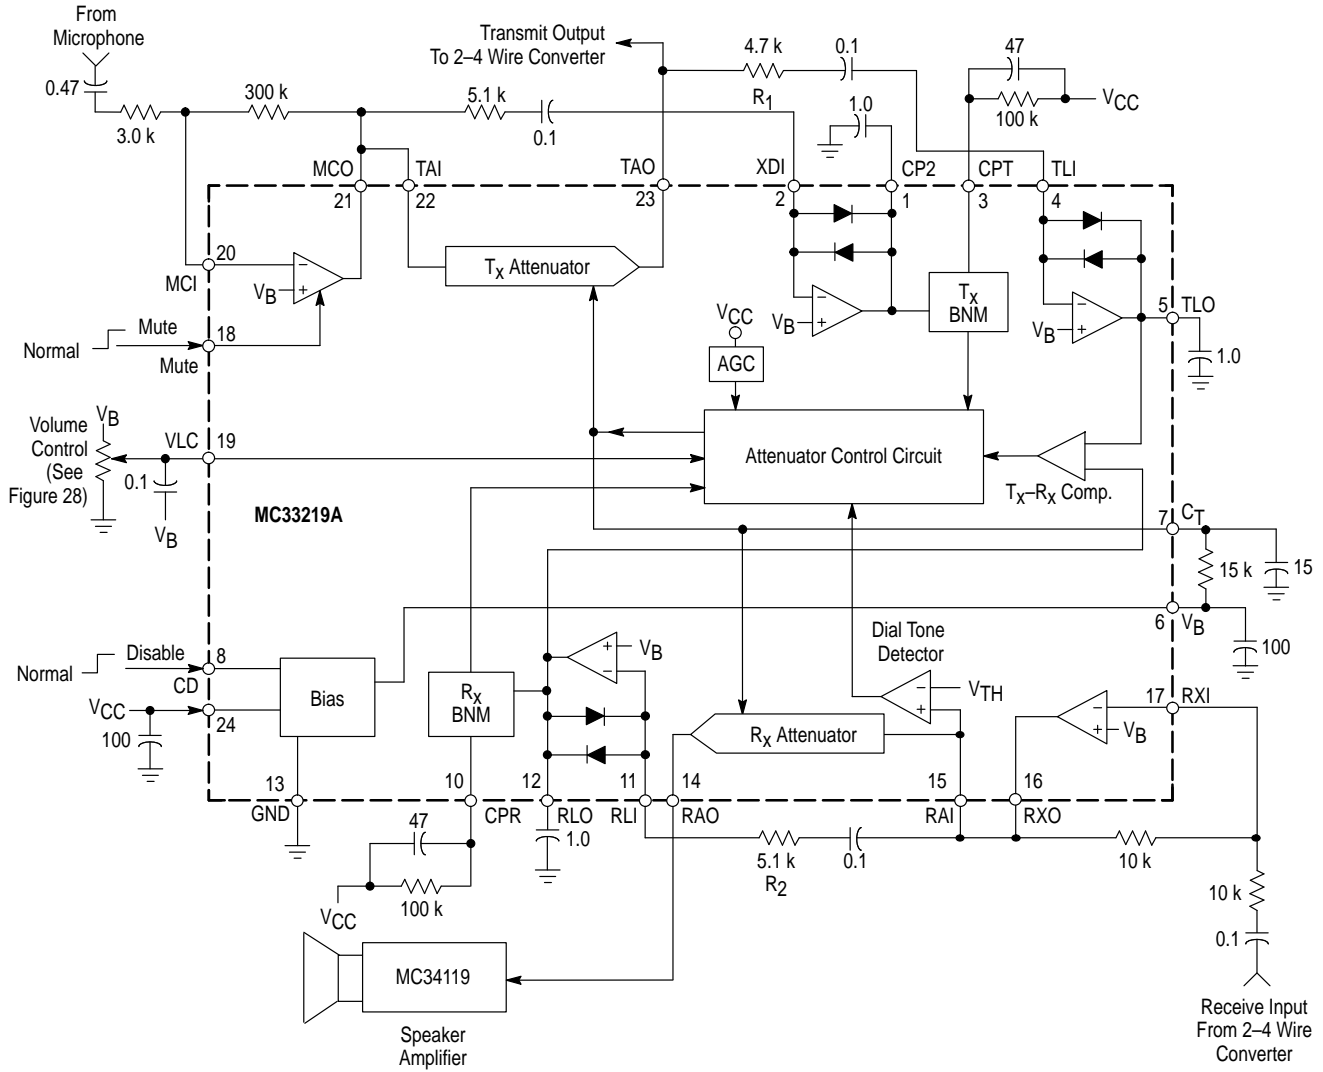 From
Microphone
0.47
3.0 k
300 k
5.1 k
0.1
Transmit Output
To 2–4 Wire Converter
4.7 k
R1
0.1
1.0
47
100 k
VCC
MCO
21
TAI
22
TAO
23
XDI
2
CP2
1
CPT
3
TLI
4
20
MCI
VB
–
+
Tx Attenuator
VB
–
+
Tx
BNM
VB
–
+
5 TLO
1.0
Normal
Mute
18
Mute
VCC
AGC
VB
Volume
Control
(See
Figure 28)
VLC
19
0.1
VB
Attenuator Control Circuit
Tx–Rx Comp.
MC33219A
7 CT
15 k
15
6 VB
100
Normal
Disable
8
CD
VCC
24
100
Bias
Rx
BNM
+
–
VB
Dial Tone
Detector
–
+
VTH
Rx Attenuator
–
+
VB
17 RXI
13
GND
10
CPR
12
RLO
11
RLI
14
RAO
15
RAI
16
RXO
47
100 k
VCC
1.0
5.1 k
R2
0.1
10 k
10 k
0.1
MC34119
Speaker
Amplifier
Receive Input
From 2–4 Wire
Converter